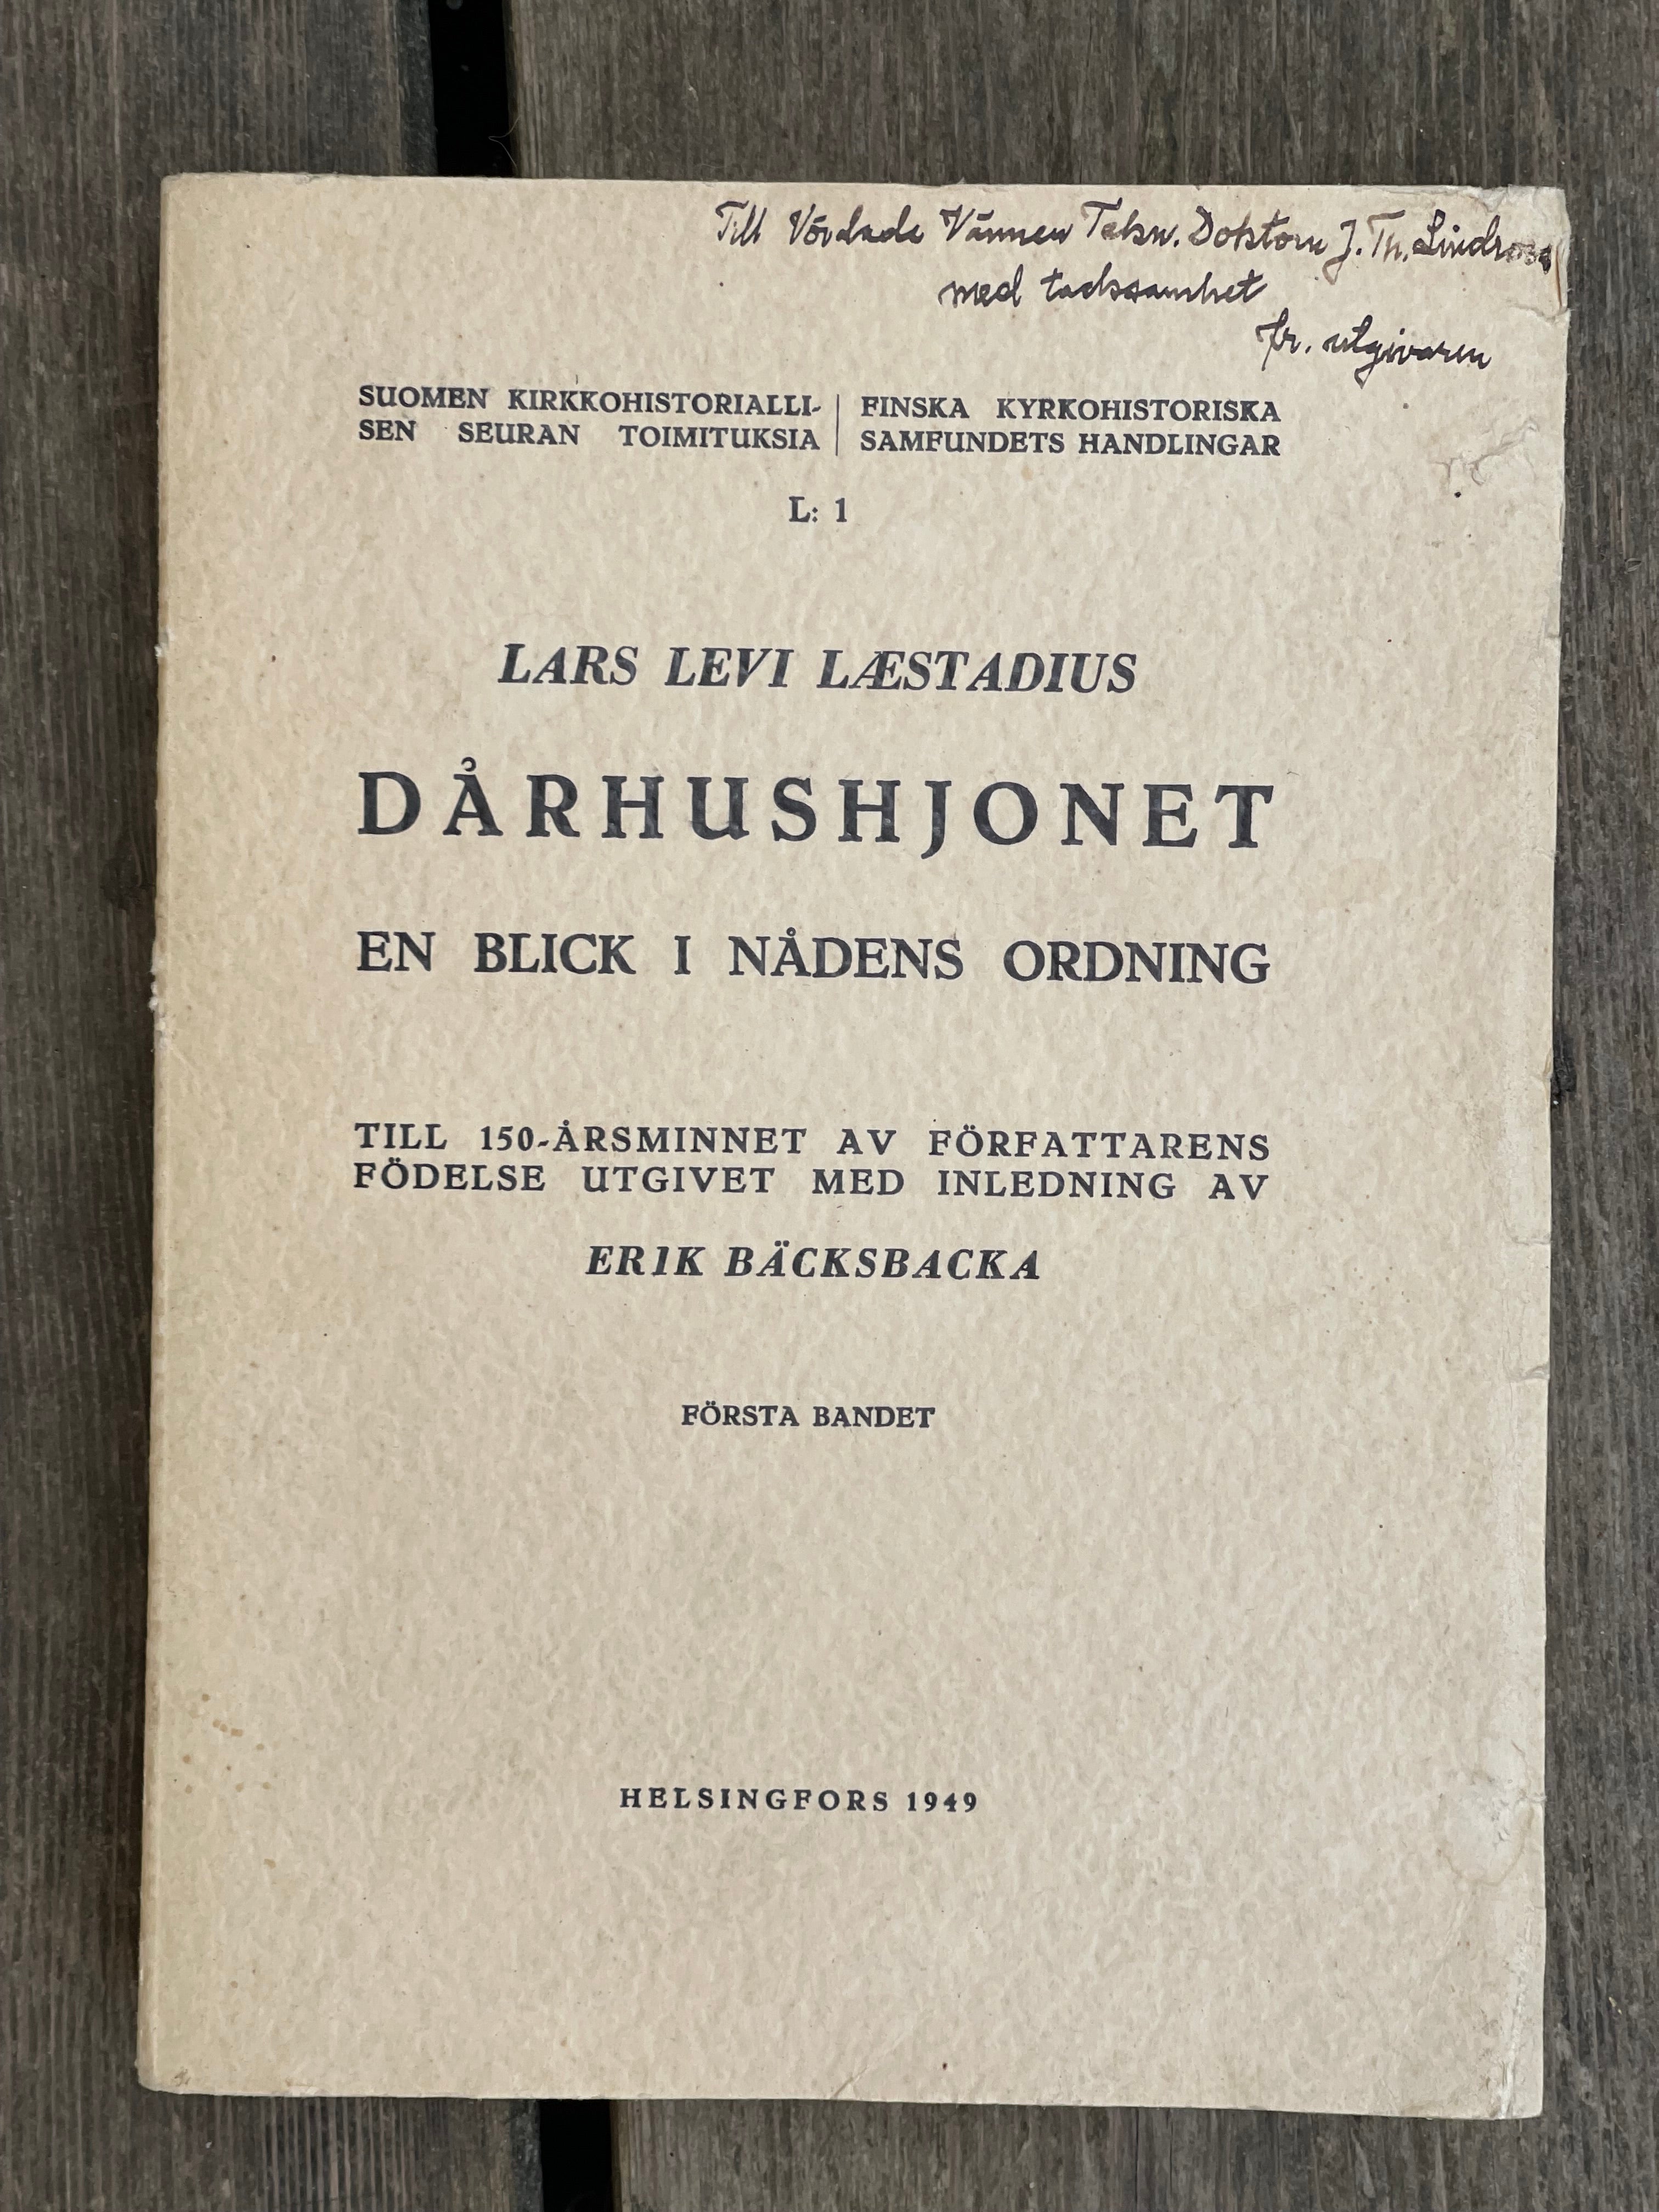 Till Vördade Vännen Tekn. Doktorn J. Th. Lindroos
med tacksamhet
fr. utgivaren
SUOMEN KIRKKOHISTORIALLI-
SEN SEURAN TOIMITUKSIA
FINSKA KYRKOHISTORISKA
SAMFUNDETS HANDLINGAR
L: 1
LARS LEVI LÆSTADIUS
DÅRHUSHJONET
EN BLICK I NÅDENS ORDNING
TILL 150-ÅRSMINNET AV FÖRFATTARENS
FÖDELSE UTGIVET MED INLEDNING AV
ERIK BÄCKSBACKA
FÖRSTA BANDET
HELSINGFORS 1949